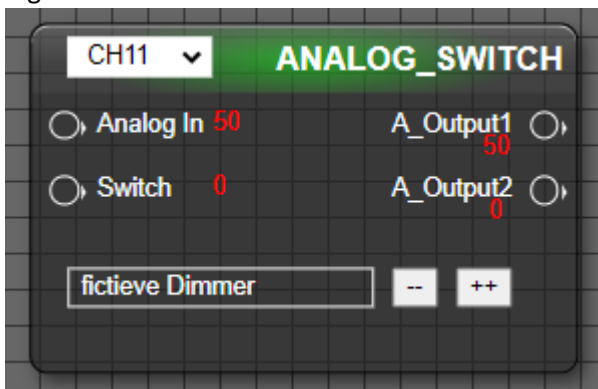 CH11 ANALOG_SWITCH
Analog In 50 A_Output1
50
Switch 0 A_Output2
0
fictieve Dimmer -- ++